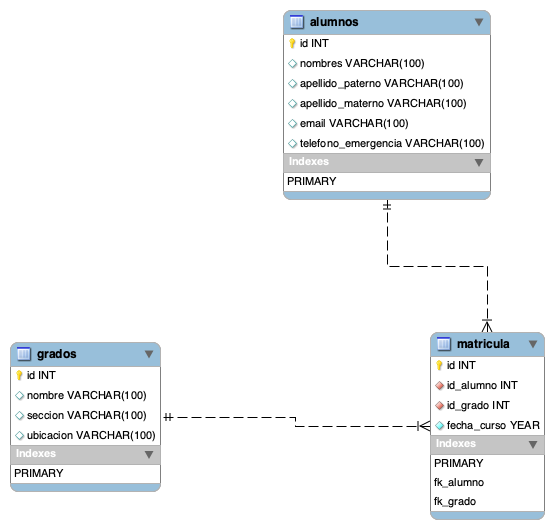 alumnos
id INT
nombres VARCHAR(100)
apellido_paterno VARCHAR(100)
apellido_materno VARCHAR(100)
email VARCHAR(100)
telefono_emergencia VARCHAR(100)
Indexes
PRIMARY
grados
id INT
nombre VARCHAR(100)
seccion VARCHAR(100)
ubicacion VARCHAR(100)
Indexes
PRIMARY
matricula
id INT
id_alumno INT
id_grado INT
fecha_curso YEAR
Indexes
PRIMARY
fk_alumno
fk_grado